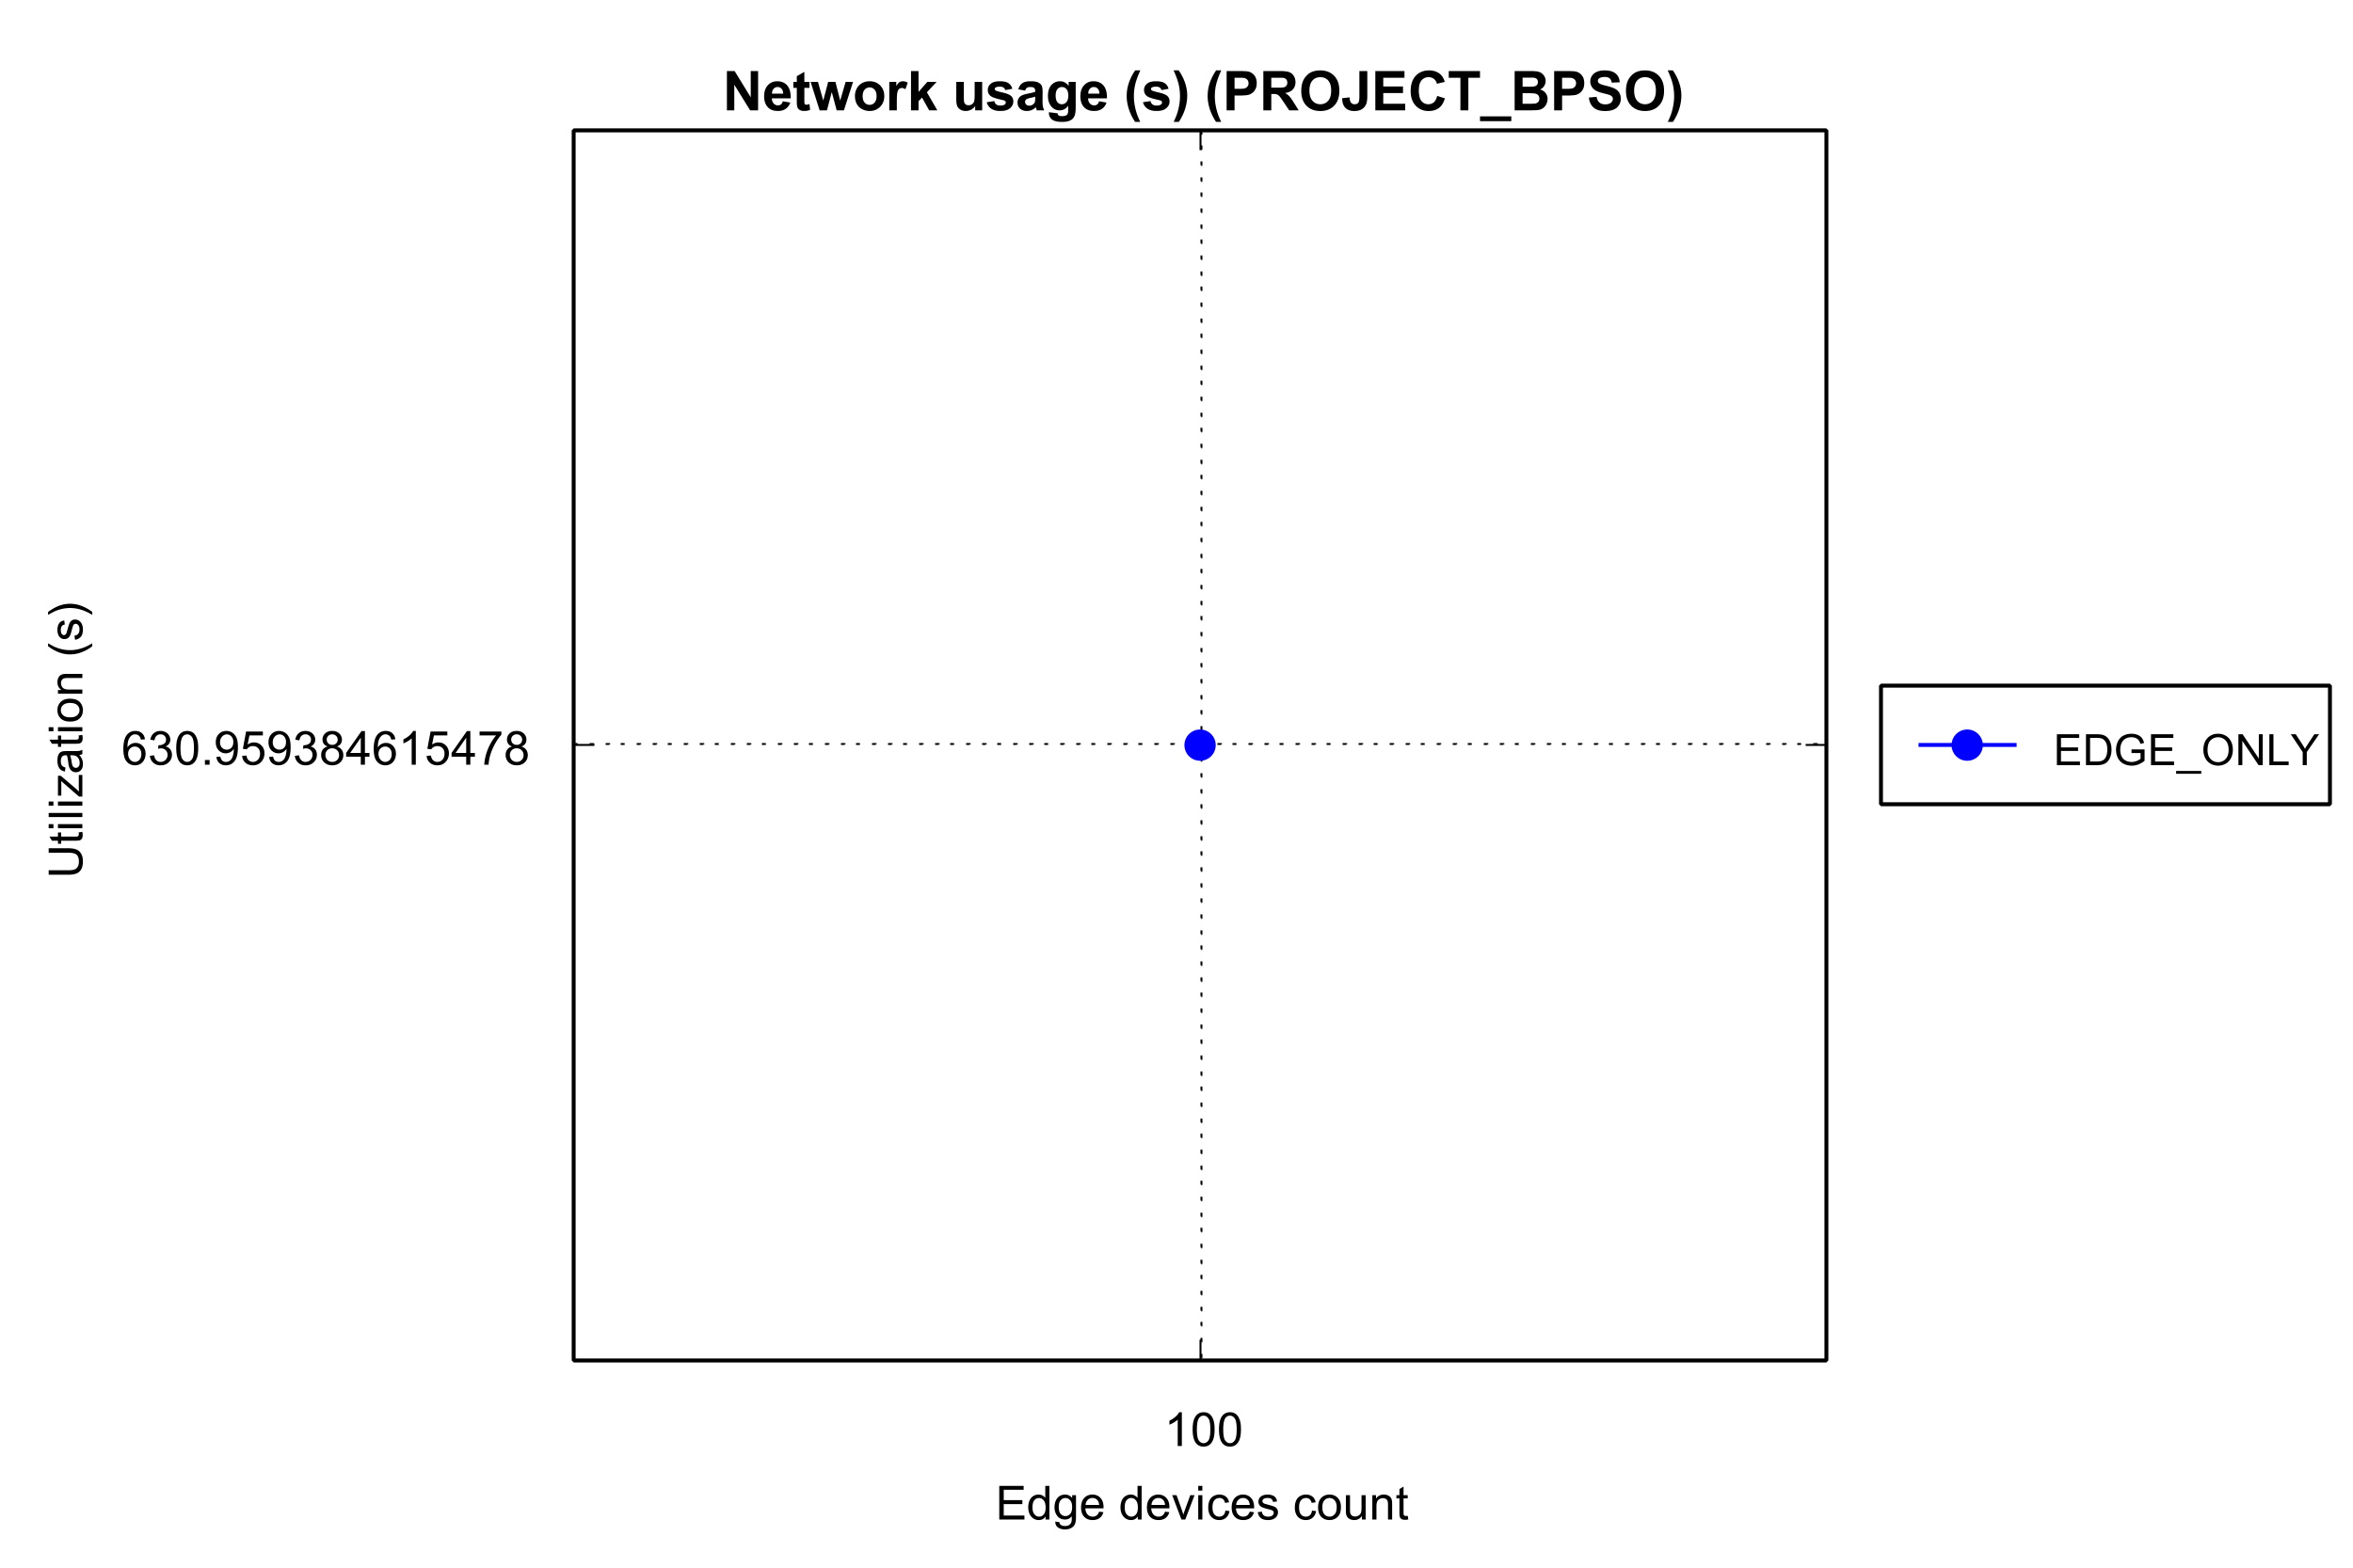 Network usage (s) (PROJECT_BPSO)
Utilization (s)
630.959384615478
EDGE_ONLY
100
Edge devices count